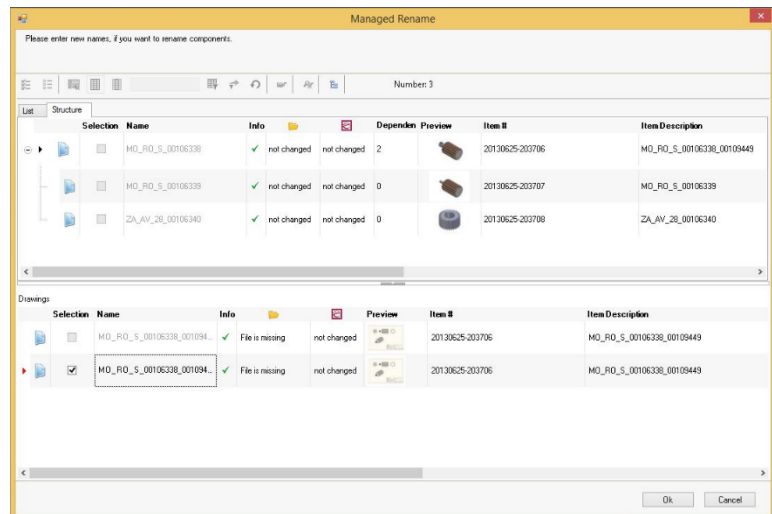 Managed Rename
Please enter new names, if you want to rename components.
Number: 3
List Structure
Selection Name Info Dependen Preview Item # Item Description
MO_RO_S_00106338 not changed not changed 2 20130625-203706 MO_RO_S_00106338_00109449
MO_RO_S_00106339 not changed not changed 0 20130625-203707 MO_RO_S_00106339
ZA_AV_28_00106340 not changed not changed 0 20130625-203708 ZA_AV_28_00106340
Drawings
Selection Name Info Preview Item # Item Description
MO_RO_S_00106338_001094... File is missing not changed 20130625-203706 MO_RO_S_00106338_00109449
MO_RO_S_00106338_001094... File is missing not changed 20130625-203706 MO_RO_S_00106338_00109449
Ok Cancel